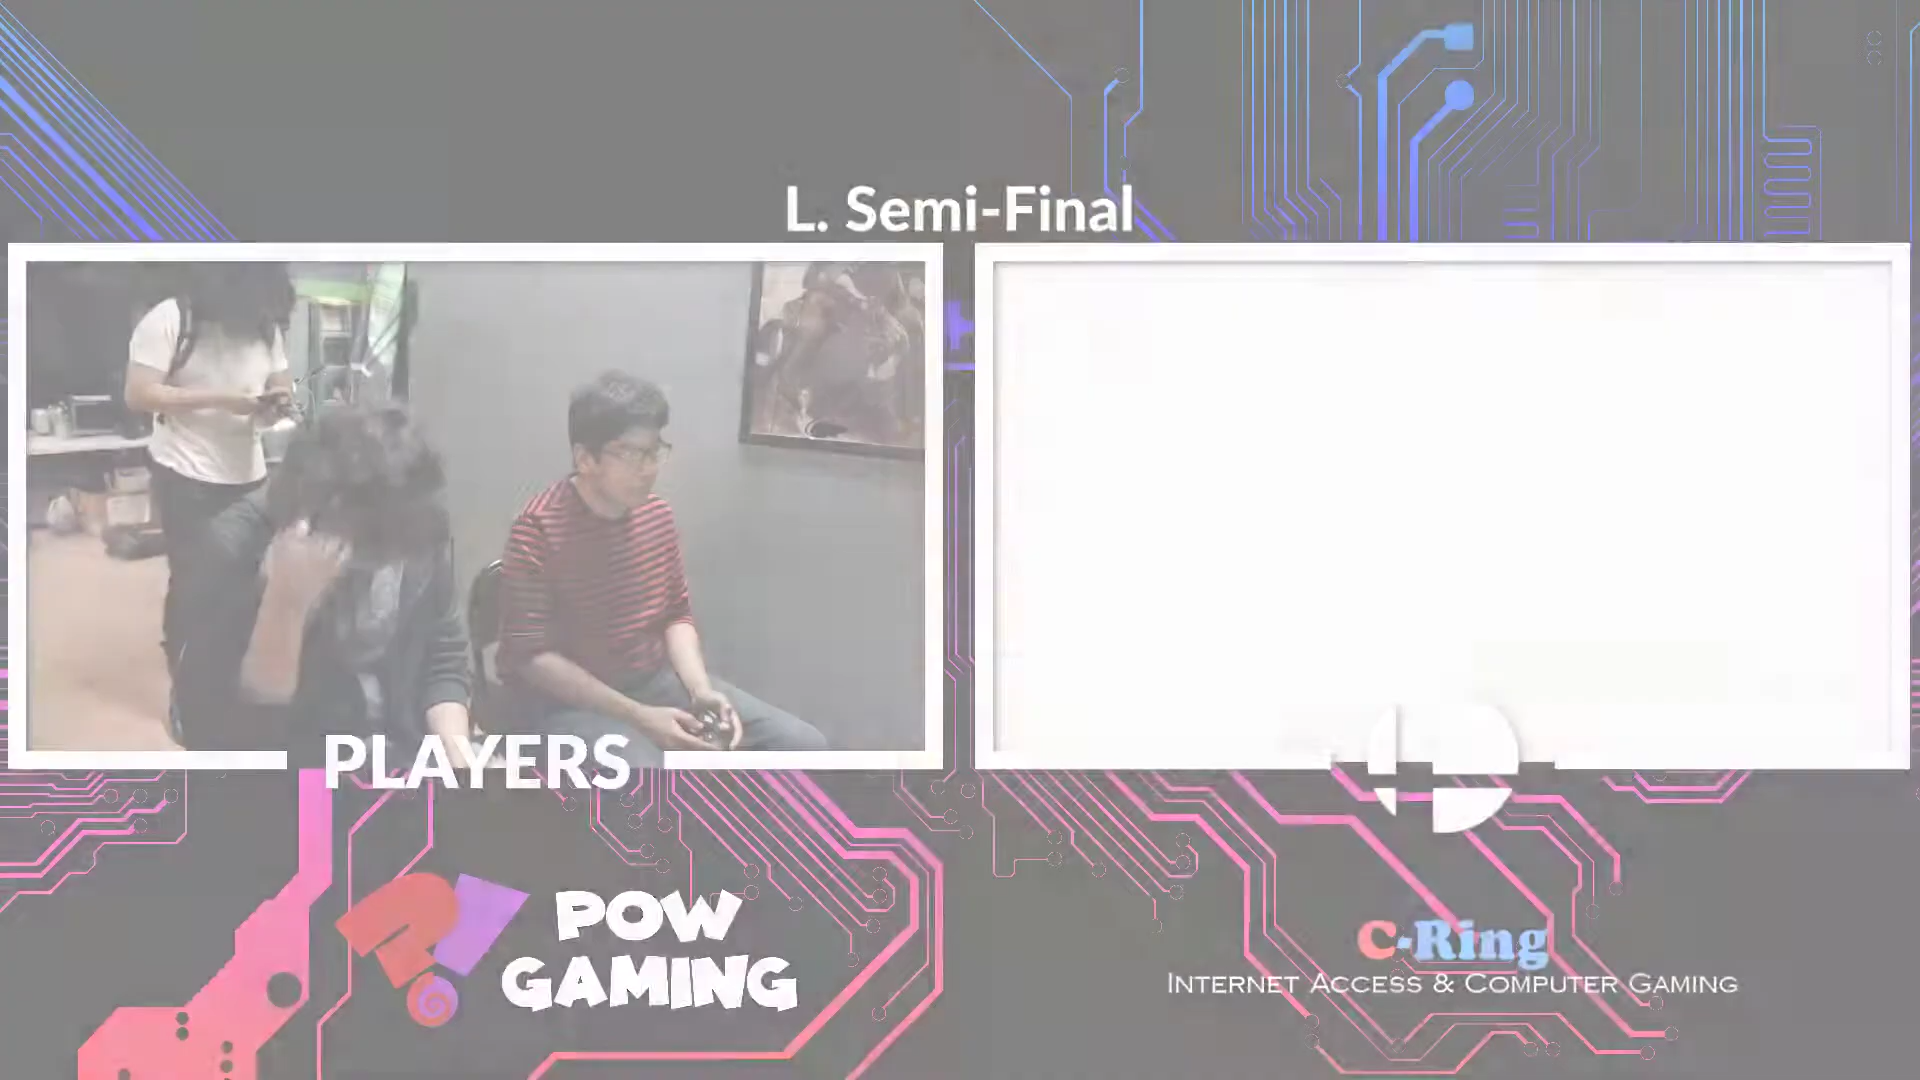 L. Semi-Final
PLAYERS
POW
GAMING
C-Ring
INTERNET ACCESS & COMPUTER GAMING